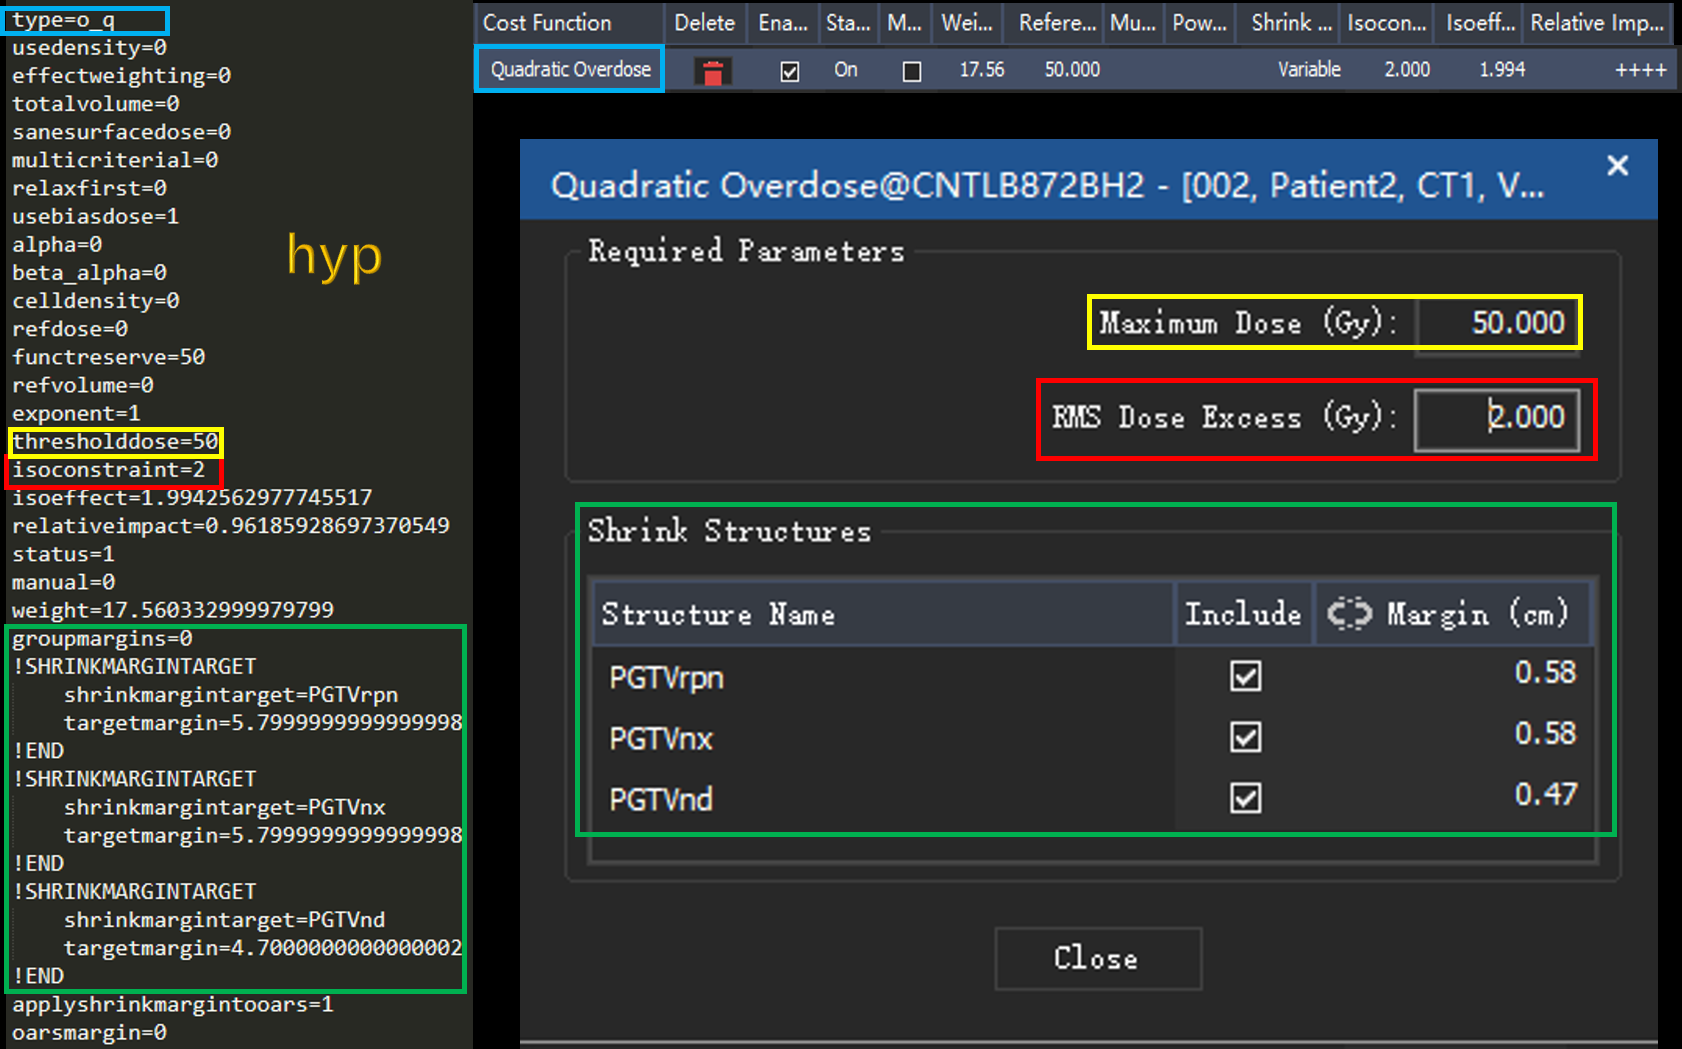 type=o_q
usedensity=0
effectweighting=0
totalvolume=0
sanesurfacedose=0
multicriterial=0
relaxfirst=0
usebiasdose=1
alpha=0
beta_alpha=0
celldensity=0
refdose=0
functreserve=50
refvolume=0
exponent=1
thresholddose=50
isoconstraint=2
isoeffect=1.9942562977745517
relativeimpact=0.96185928697370549
status=1
manual=0
weight=17.560332999979799
groupmargins=0
!SHRINKMARGINTARGET
shrinkmargintarget=PGTVrpn
targetmargin=5.7999999999999998
!END
!SHRINKMARGINTARGET
shrinkmargintarget=PGTVnx
targetmargin=5.7999999999999998
!END
!SHRINKMARGINTARGET
shrinkmargintarget=PGTVnd
targetmargin=4.7000000000000002
!END
applyshrinkmargintooars=1
oarsmargin=0
hyp
Cost Function Delete Ena... Sta... M... Wei... Refere... Mu... Pow... Shrink ... Isocon... Isoeff... Relative Imp...
Quadratic Overdose On 17.56 50.000 Variable 2.000 1.994 ++++
Quadratic Overdose@CNTLB872BH2 - [002, Patient2, CT1, V...
Required Parameters
Maximum Dose (Gy): 50.000
RMS Dose Excess (Gy): 2.000
Shrink Structures
Structure Name Include Margin (cm)
PGTVrpn 0.58
PGTVnx 0.58
PGTVnd 0.47
Close